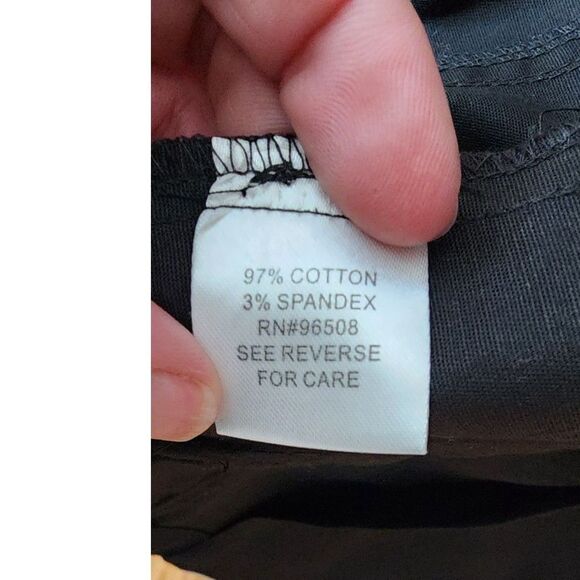 97% COTTON
3% SPANDEX
RN#96508
SEE REVERSE
FOR CARE